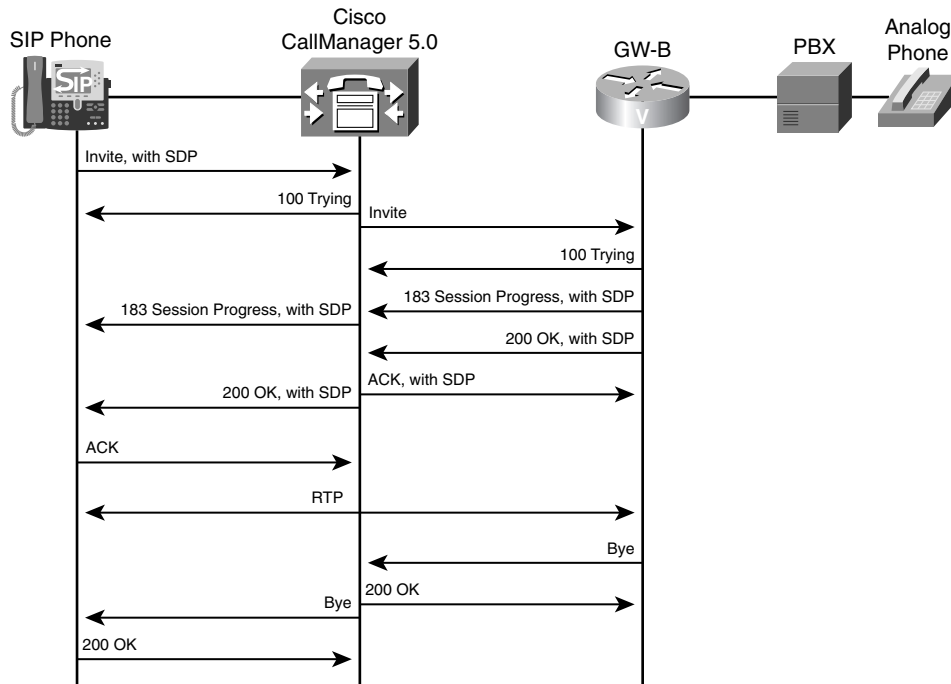 SIP Phone
Cisco
CallManager 5.0
GW-B
PBX
Analog
Phone
SIP
V
Invite, with SDP
100 Trying
Invite
100 Trying
183 Session Progress, with SDP
183 Session Progress, with SDP
200 OK, with SDP
ACK, with SDP
200 OK, with SDP
ACK
RTP
Bye
200 OK
Bye
200 OK